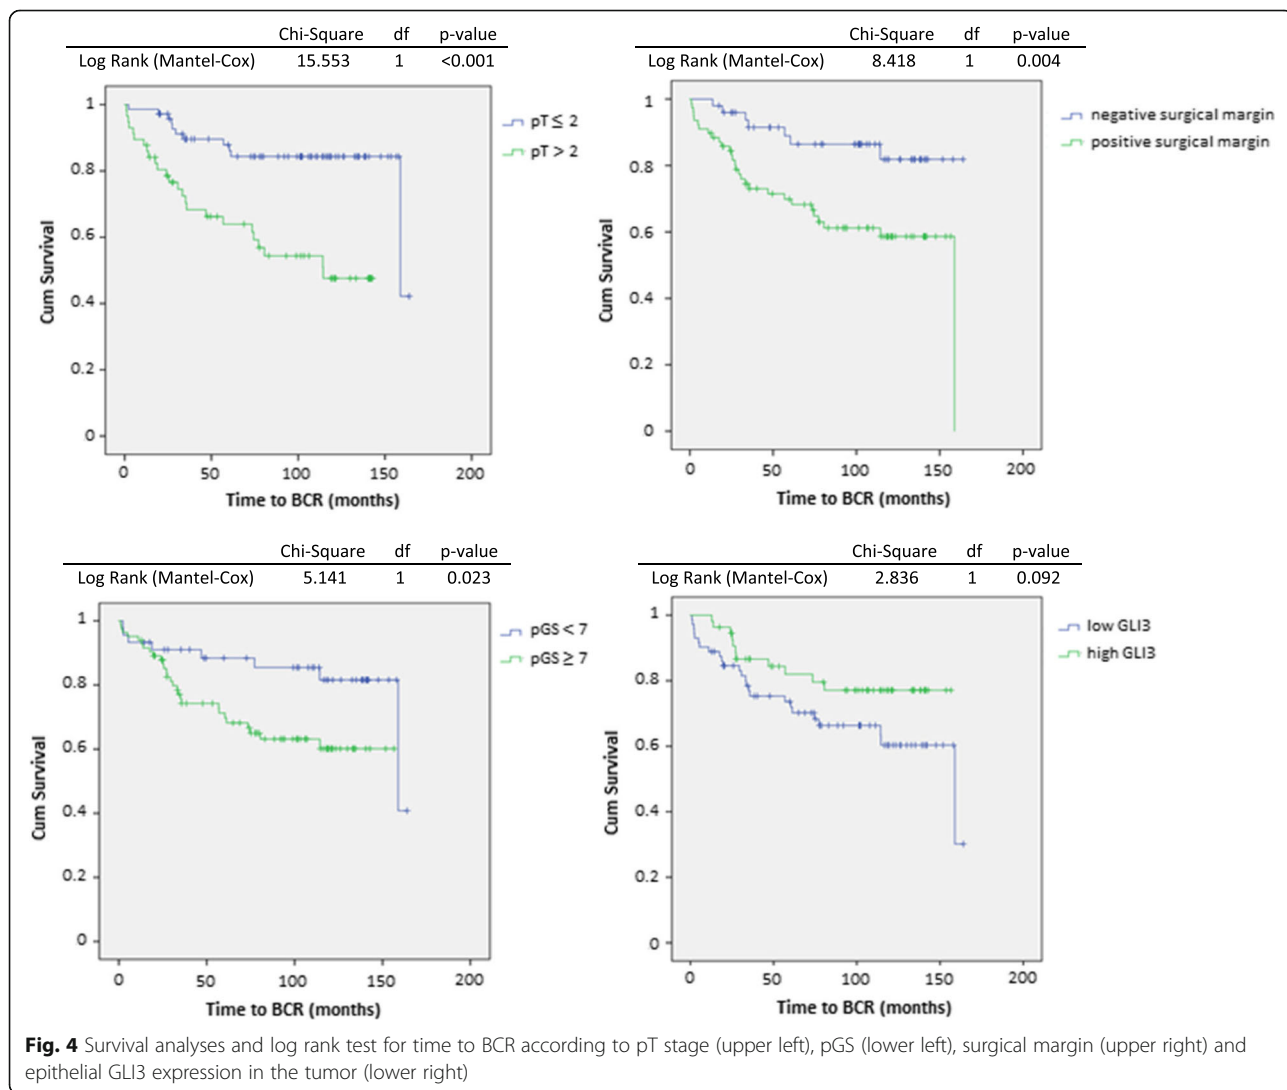 Chi-Square df p-value
Log Rank (Mantel-Cox) 15.553 1 <0.001
1
0.8
0.6
0.4
0.2
0
Cum Survival
0 50 100 150 200
Time to BCR (months)
pT ≤ 2
pT > 2
Chi-Square df p-value
Log Rank (Mantel-Cox) 8.418 1 0.004
1
0.8
0.6
0.4
0.2
0
Cum Survival
0 50 100 150 200
Time to BCR (months)
negative surgical margin
positive surgical margin
Chi-Square df p-value
Log Rank (Mantel-Cox) 5.141 1 0.023
1
0.8
0.6
0.4
0.2
0
Cum Survival
0 50 100 150 200
Time to BCR (months)
pGS < 7
pGS ≥ 7
Chi-Square df p-value
Log Rank (Mantel-Cox) 2.836 1 0.092
1
0.8
0.6
0.4
0.2
0
Cum Survival
0 50 100 150 200
Time to BCR (months)
low GLI3
high GLI3
Fig. 4 Survival analyses and log rank test for time to BCR according to pT stage (upper left), pGS (lower left), surgical margin (upper right) and
epithelial GLI3 expression in the tumor (lower right)